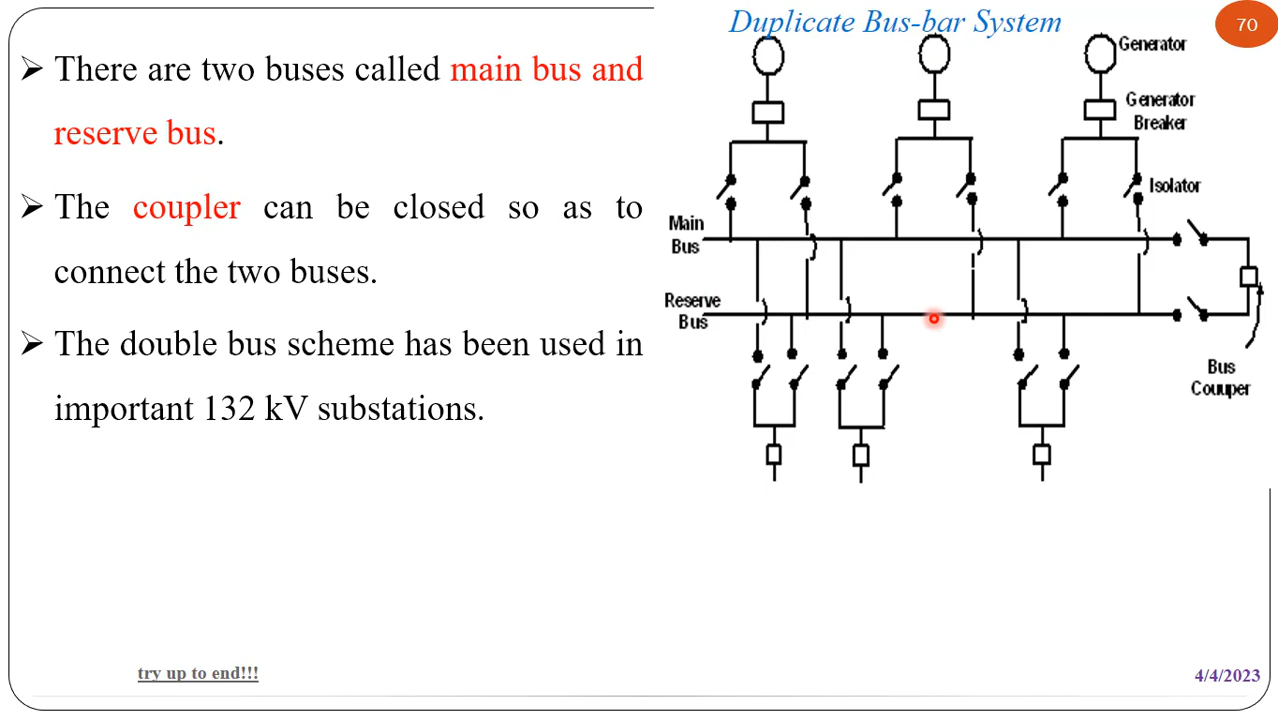 Duplicate Bus-bar System
70
➢ There are two buses called main bus and
reserve bus.
➢ The coupler can be closed so as to
connect the two buses.
➢ The double bus scheme has been used in
important 132 kV substations.
Generator
Generator
Breaker
Isolator
Main
Bus
Reserve
Bus
Bus
Couuper
try up to end!!!
4/4/2023